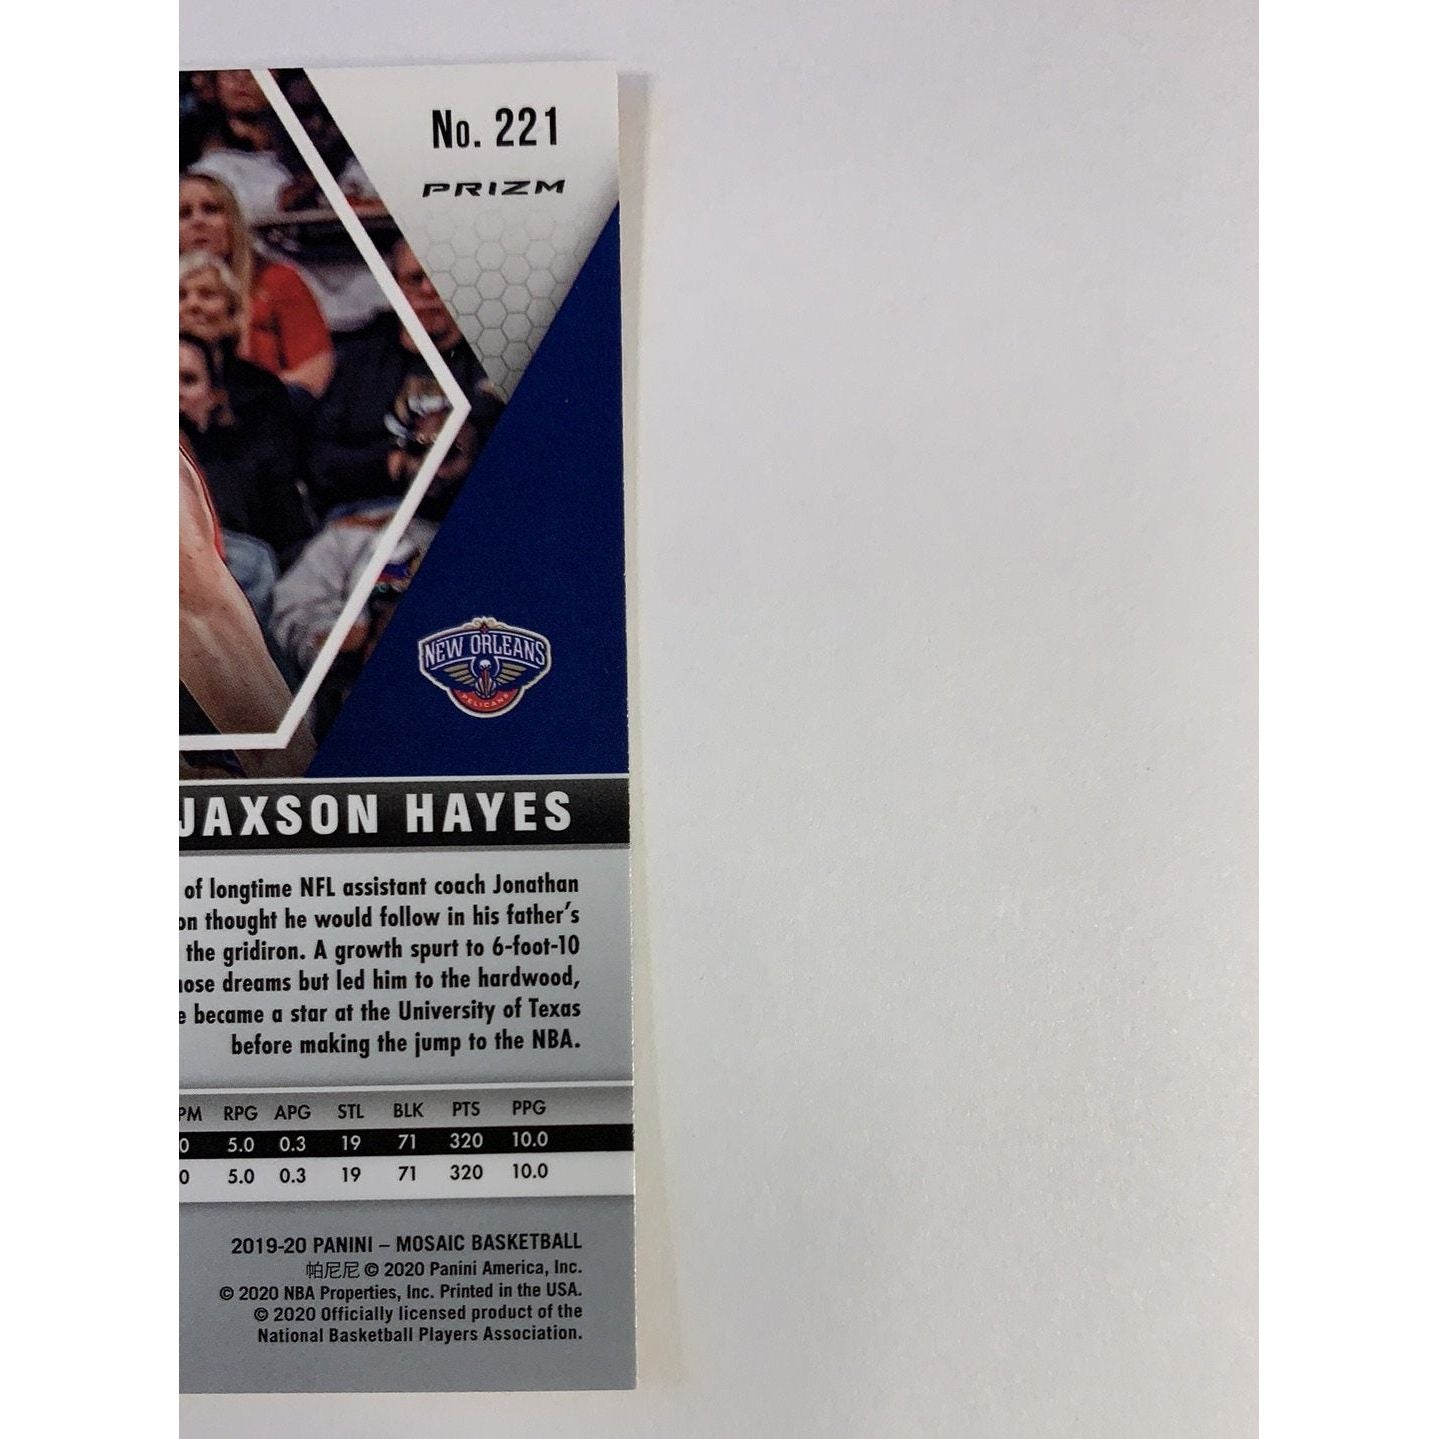 No. 221
PRIZM
NEW ORLEANS
PELICANS
JAXSON HAYES
of longtime NFL assistant coach Jonathan
thought he would follow in his father's
the gridiron. A growth spurt to 6-foot-10
dreams but led him to the hardwood,
became a star at the University of Texas
before making the jump to the NBA.
RPG APG STL BLK PTS PPG
0 5.0 0.3 19 71 320 10.0
0 5.0 0.3 19 71 320 10.0
2019-20 PANINI – MOSAIC BASKETBALL
帕尼尼 © 2020 Panini America, Inc.
© 2020 NBA Properties, Inc. Printed in the USA.
© 2020 Officially licensed product of the
National Basketball Players Association.